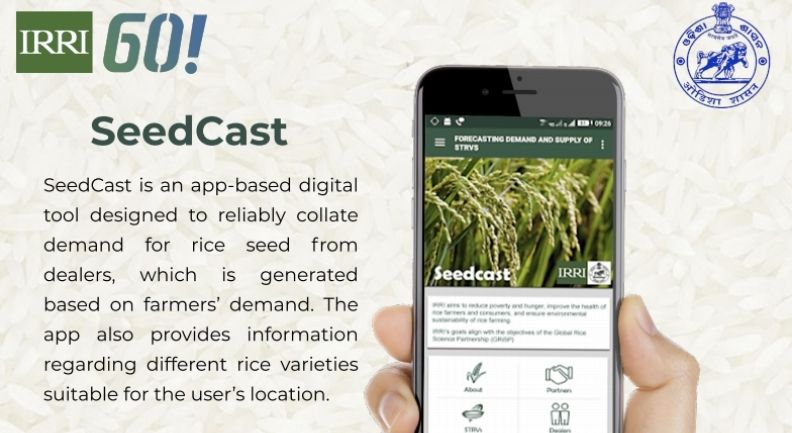 IRRI 60!
ଓଡ଼ିଶା ଶାସନ
ओडिशा शासन
SeedCast
SeedCast is an app-based digital
tool designed to reliably collate
demand for rice seed from
dealers, which is generated
based on farmers’ demand. The
app also provides information
regarding different rice varieties
suitable for the user’s location.
09:26
FORECASTING DEMAND AND SUPPLY OF
STRVS
Seedcast
IRRI
IRRI aims to reduce poverty and hunger, improve the health of
rice farmers and consumers, and ensure environmental
sustainability of rice farming.
IRRI's goals align with the objectives of the Global Rice
Science Partnership (GRiSP)
About
Partners
STRVs
Dealers